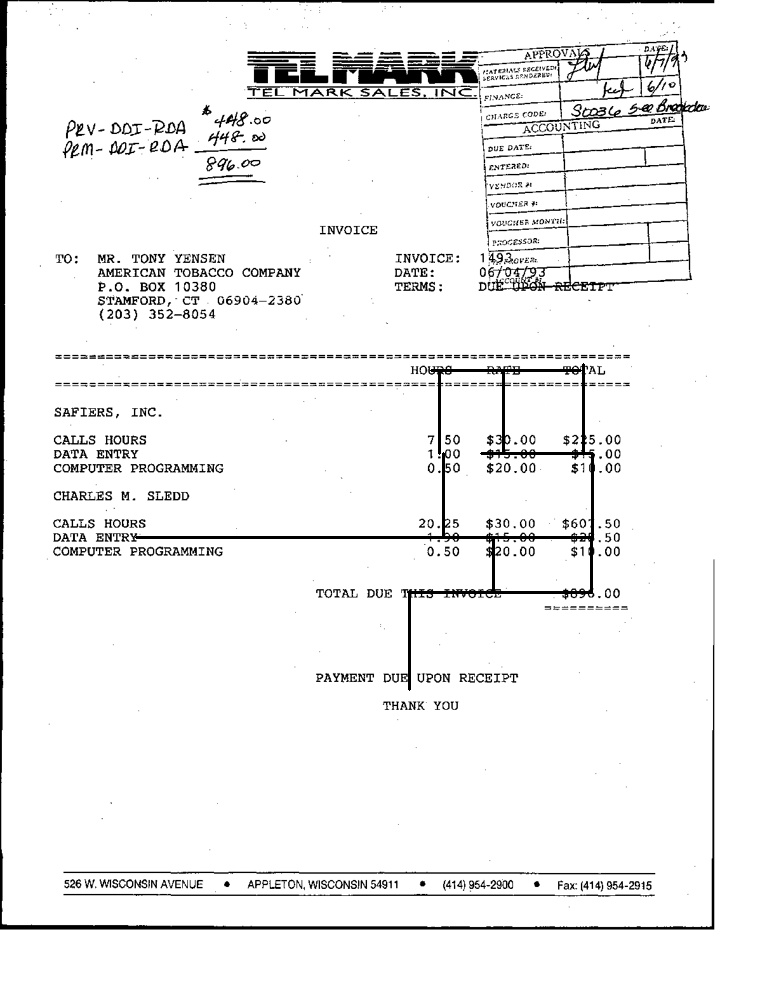 TEL MARK
TEL MARK SALES, INC.
APPROVALS DATE:
MATERIALS RECEIVED/ SERVICES RENDERED: 6/7/93
FINANCE: 6/10
CHARGE CODE: SC036 See Breakdown
ACCOUNTING DATE:
DUE DATE:
ENTERED:
VENDOR #:
VOUCHER #:
VOUCHER MONTH:
PROCESSOR:
PRV-DDI-RDA $448.00
PRM-DDI-RDA 448.00
896.00
INVOICE
TO: MR. TONY YENSEN INVOICE: 1493
AMERICAN TOBACCO COMPANY DATE: 06/04/93
P.O. BOX 10380 TERMS: DUE UPON RECEIPT
STAMFORD, CT 06904-2380
(203) 352-8054
HOURS RATE TOTAL
SAFIERS, INC.
CALLS HOURS 7.50 $30.00 $225.00
DATA ENTRY 1.00 $15.00 $15.00
COMPUTER PROGRAMMING 0.50 $20.00 $10.00
CHARLES M. SLEDD
CALLS HOURS 20.25 $30.00 $607.50
DATA ENTRY 1.90 $15.00 $28.50
COMPUTER PROGRAMMING 0.50 $20.00 $10.00
TOTAL DUE THIS INVOICE $896.00
PAYMENT DUE UPON RECEIPT
THANK YOU
526 W. WISCONSIN AVENUE • APPLETON, WISCONSIN 54911 • (414) 954-2900 • Fax: (414) 954-2915